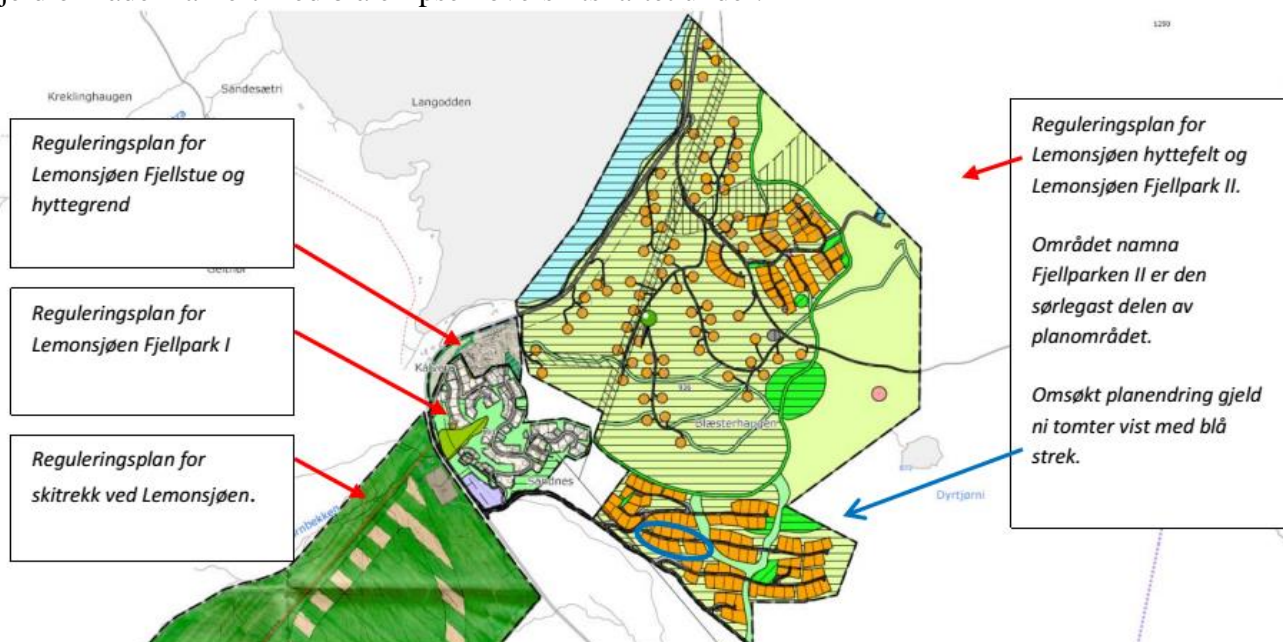 1290
Kreklinghaugen
Sandesætri
Langodden
Reguleringsplan for
Lemonsjøen Fjellstue og
hyttegrend
Reguleringsplan for
Lemonsjøen Fjellpark I
Reguleringsplan for
skitrekk ved Lemonsjøen.
Reguleringsplan for
Lemonsjøen hyttefelt og
Lemonsjøen Fjellpark II.
Området namna
Fjellparken II er den
sørlegast delen av
planområdet.
Omsøkt planendring gjeld
ni tomter vist med blå
strek.
Blæsterhaugen
Sandnes
Dyrtjørni